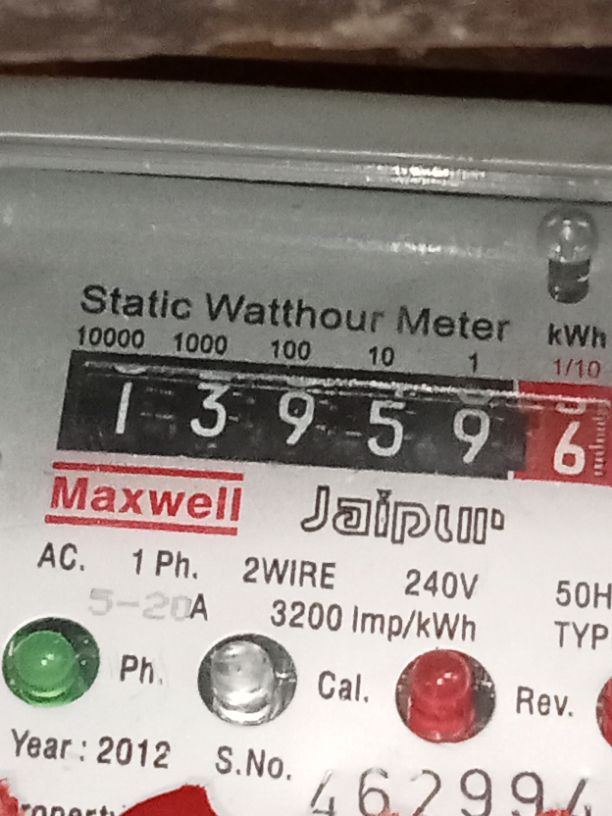 Static Watthour Meter kWh
10000 1000 100 10 1 1/10
1 3 9 5 9 6
Maxwell Jaipur
AC. 1 Ph. 2WIRE 240V 50H
5-20A 3200 Imp/kWh TYP
Ph. Cal. Rev.
Year : 2012 S.No. 462994